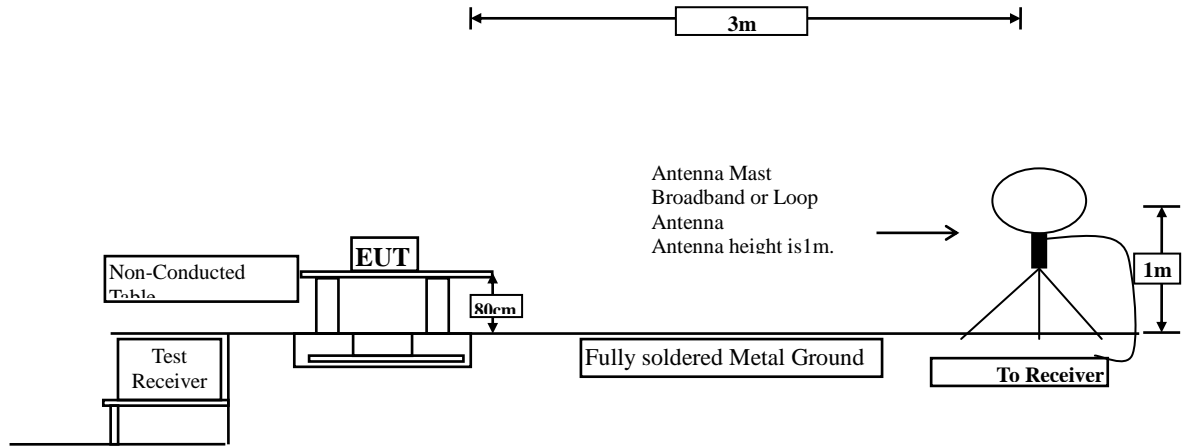 3m
Antenna Mast
Broadband or Loop
Antenna
Antenna height is1m.
EUT
Non-Conducted
Table
80cm
1m
Test
Receiver
Fully soldered Metal Ground
To Receiver